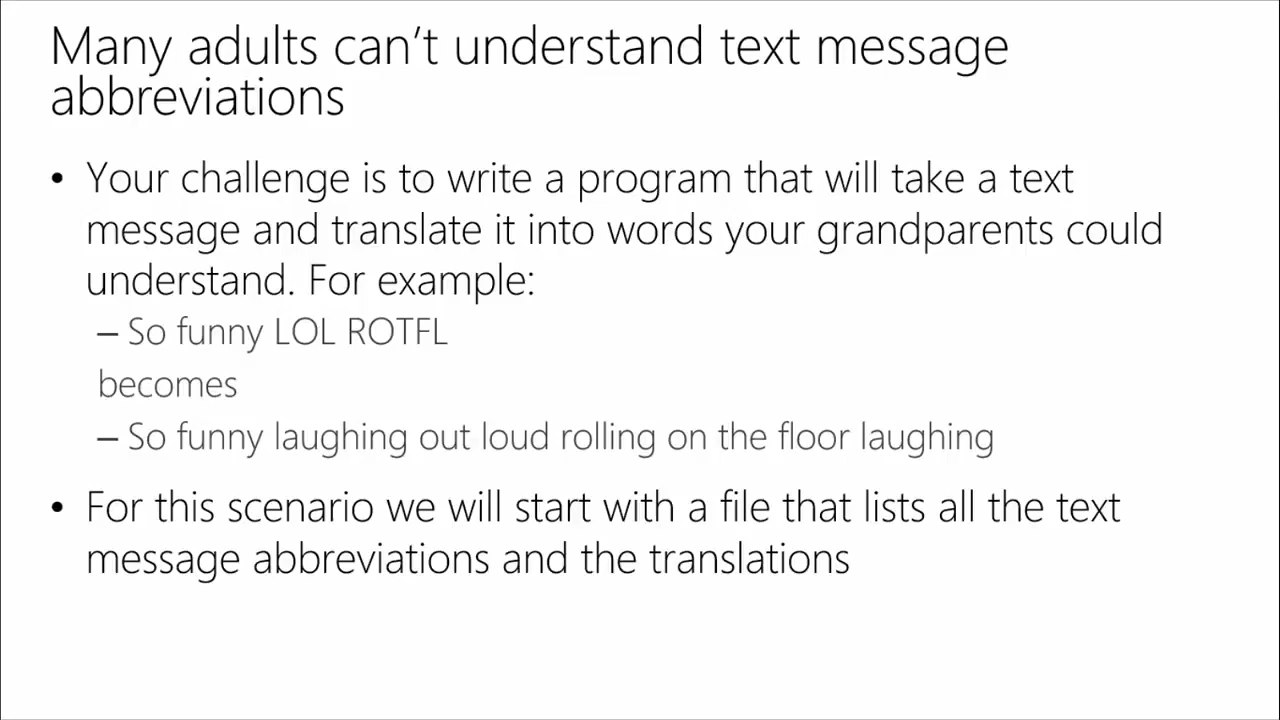 Many adults can’t understand text message
abbreviations
• Your challenge is to write a program that will take a text
message and translate it into words your grandparents could
understand. For example:
– So funny LOL ROTFL
becomes
– So funny laughing out loud rolling on the floor laughing
• For this scenario we will start with a file that lists all the text
message abbreviations and the translations